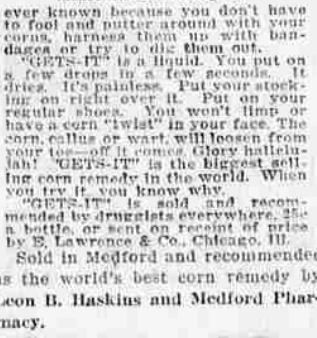 ever known because you don't have
to fool and putter around with your
corns, harness them up with ban-
dages or try to dig them out.
"GETS-IT" is a liquid. You put on
a few drops in a few seconds. It
dries. It's painless. Put your stock-
ing on right over it. Put on your
regular shoes. You won't limp or
have a corn "twist" in your face. The
corn, callus or wart, will loosen from
your toe—off it comes. Glory hallelu-
jah! "GETS-IT" is the biggest sell-
ing corn remedy in the world. When
you try it, you know why.
"GETS-IT" is sold and recom-
mended by druggists everywhere, 25c
a bottle, or sent on receipt of price
by E. Lawrence & Co., Chicago, Ill.
Sold in Medford and recommended
as the world's best corn remedy by
Leon B. Haskins and Medford Phar-
macy.